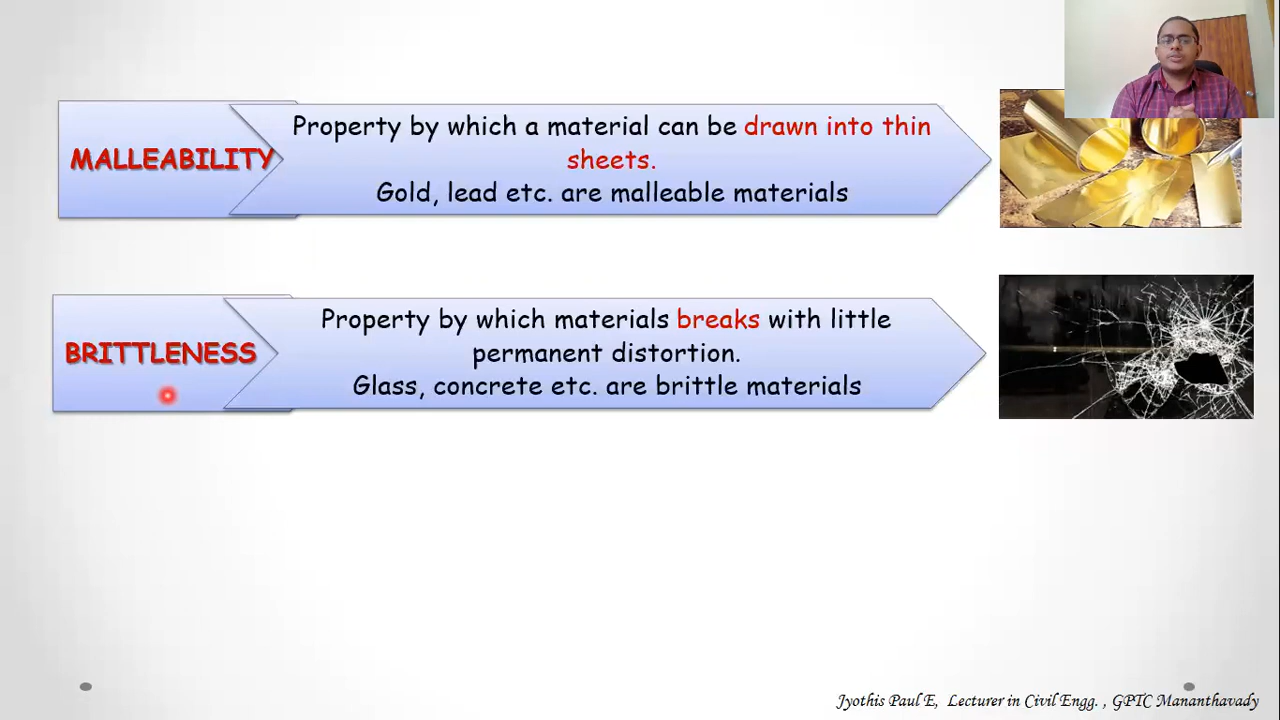 MALLEABILITY
Property by which a material can be drawn into thin
sheets.
Gold, lead etc. are malleable materials
BRITTLENESS
Property by which materials breaks with little
permanent distortion.
Glass, concrete etc. are brittle materials
Jyothis Paul E, Lecturer in Civil Engg. , GPTC Mananthavady